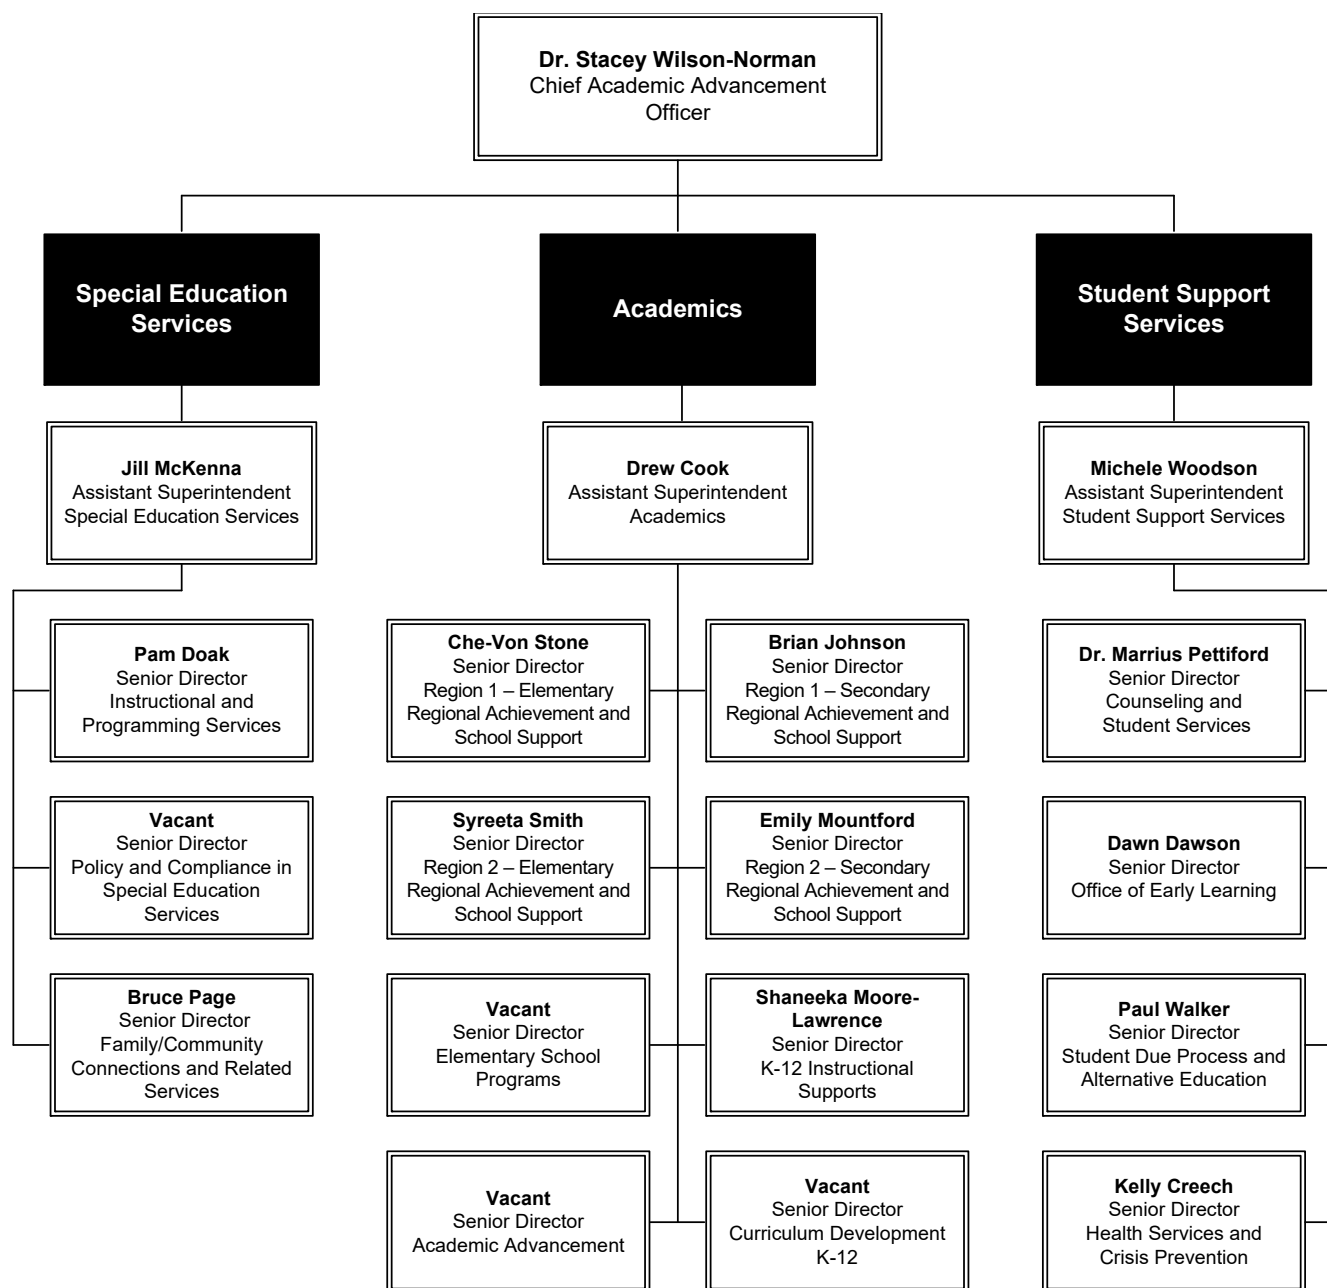 Dr. Stacey Wilson-Norman
Chief Academic Advancement
Officer
Special Education
Services
Academics
Student Support
Services
Jill McKenna
Assistant Superintendent
Special Education Services
Drew Cook
Assistant Superintendent
Academics
Michele Woodson
Assistant Superintendent
Student Support Services
Pam Doak
Senior Director
Instructional and
Programming Services
Che-Von Stone
Senior Director
Region 1 – Elementary
Regional Achievement and
School Support
Brian Johnson
Senior Director
Region 1 – Secondary
Regional Achievement and
School Support
Dr. Marrius Pettiford
Senior Director
Counseling and
Student Services
Vacant
Senior Director
Policy and Compliance in
Special Education
Services
Syreeta Smith
Senior Director
Region 2 – Elementary
Regional Achievement and
School Support
Emily Mountford
Senior Director
Region 2 – Secondary
Regional Achievement and
School Support
Dawn Dawson
Senior Director
Office of Early Learning
Bruce Page
Senior Director
Family/Community
Connections and Related
Services
Vacant
Senior Director
Elementary School
Programs
Shaneeka Moore-
Lawrence
Senior Director
K-12 Instructional
Supports
Paul Walker
Senior Director
Student Due Process and
Alternative Education
Vacant
Senior Director
Academic Advancement
Vacant
Senior Director
Curriculum Development
K-12
Kelly Creech
Senior Director
Health Services and
Crisis Prevention